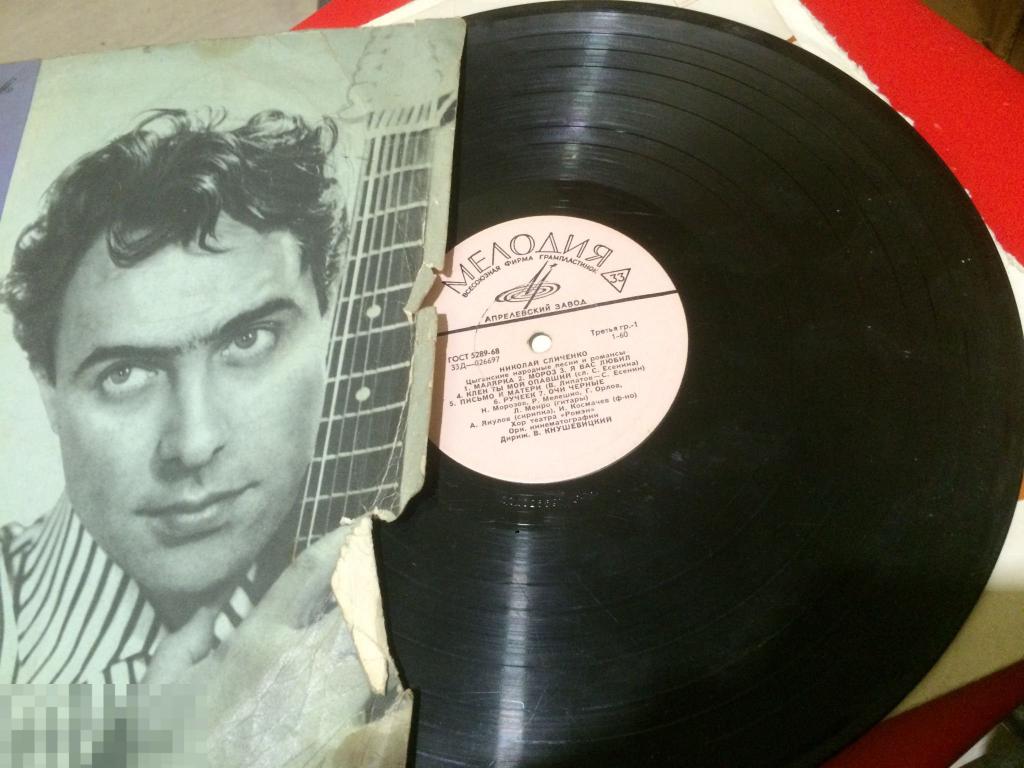 МЕЛОДИЯ
ВСЕСОЮЗНАЯ ФИРМА ГРАМПЛАСТИНОК
33
АПРЕЛЕВСКИЙ ЗАВОД
ГОСТ 5289-68
33Д—026697
Третья гр.-1
1-60
НИКОЛАЙ СЛИЧЕНКО
Цыганские народные песни и романсы
1. МАЛЯРКА 2. МОРОЗ 3. Я ВАС ЛЮБИЛ
4. КЛЕН ТЫ МОЙ ОПАВШИЙ (сл. С. Есенина)
5. ПИСЬМО К МАТЕРИ (В. Липатов—С. Есенин)
6. РУЧЕЕК 7. ОЧИ ЧЕРНЫЕ
Н. Морозов, Р. Мелешко, Г. Орлов,
Л. Менро (гитары)
А. Якулов (скрипка), И. Космачев (ф-но)
Хор театра «Ромэн»
Орк. кинематографии
Дириж. В. КНУШЕВИЦКИЙ